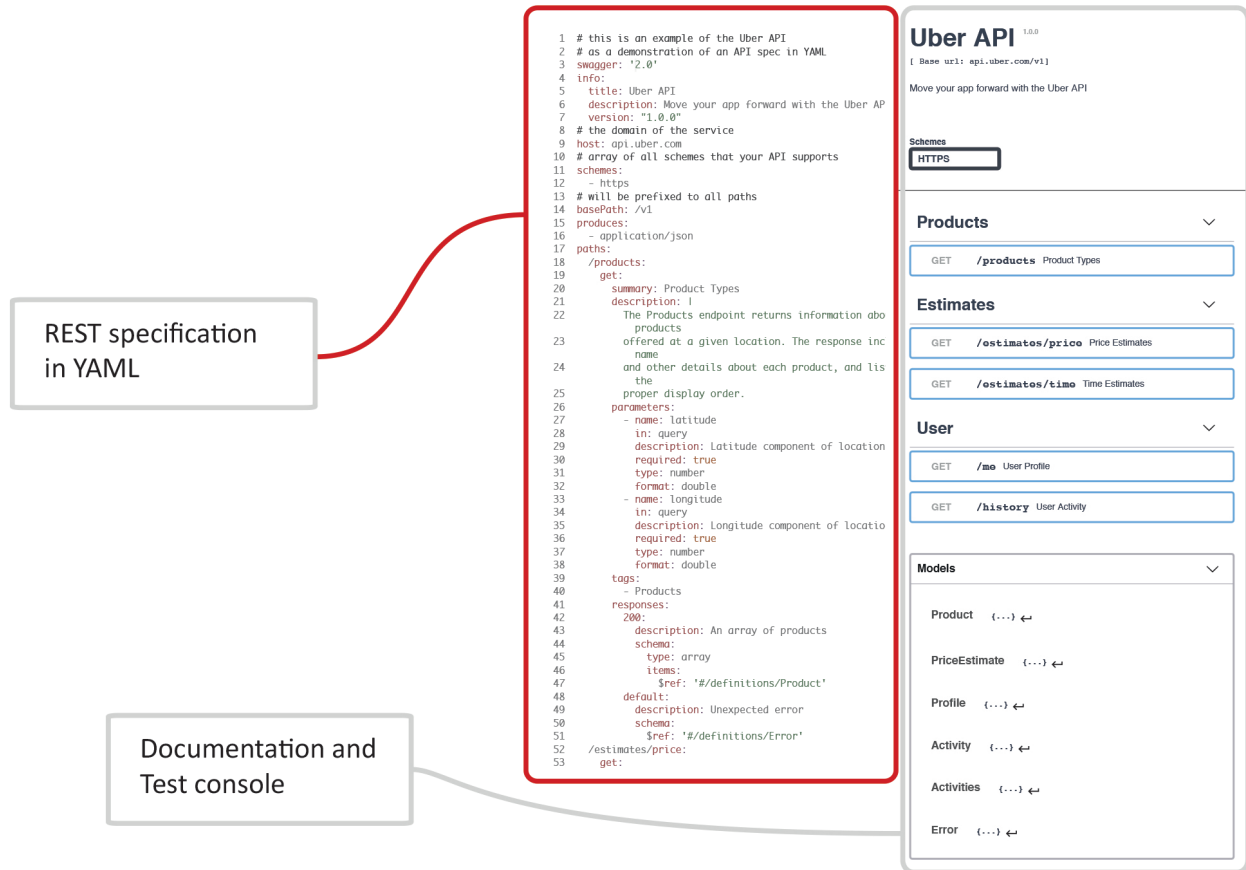 REST specification
in YAML
Documentation and
Test console
1 # this is an example of the Uber API
2 # as a demonstration of an API spec in YAML
3 swagger: '2.0'
4 info:
5 title: Uber API
6 description: Move your app forward with the Uber AP
7 version: "1.0.0"
8 # the domain of the service
9 host: api.uber.com
10 # array of all schemes that your API supports
11 schemes:
12 - https
13 # will be prefixed to all paths
14 basePath: /v1
15 produces:
16 - application/json
17 paths:
18 /products:
19 get:
20 summary: Product Types
21 description: |
22 The Products endpoint returns information abo
products
23 offered at a given location. The response inc
name
24 and other details about each product, and lis
the
25 proper display order.
26 parameters:
27 - name: latitude
28 in: query
29 description: Latitude component of location
30 required: true
31 type: number
32 format: double
33 - name: longitude
34 in: query
35 description: Longitude component of locatio
36 required: true
37 type: number
38 format: double
39 tags:
40 - Products
41 responses:
42 200:
43 description: An array of products
44 schema:
45 type: array
46 items:
47 $ref: '#/definitions/Product'
48 default:
49 description: Unexpected error
50 schema:
51 $ref: '#/definitions/Error'
52 /estimates/price:
53 get:
Uber API 1.0.0
[ Base url: api.uber.com/v1]
Move your app forward with the Uber API
Schemes
HTTPS
Products
GET /products Product Types
Estimates
GET /estimates/price Price Estimates
GET /estimates/time Time Estimates
User
GET /me User Profile
GET /history User Activity
Models
Product {...}
PriceEstimate {...}
Profile {...}
Activity {...}
Activities {...}
Error {...}